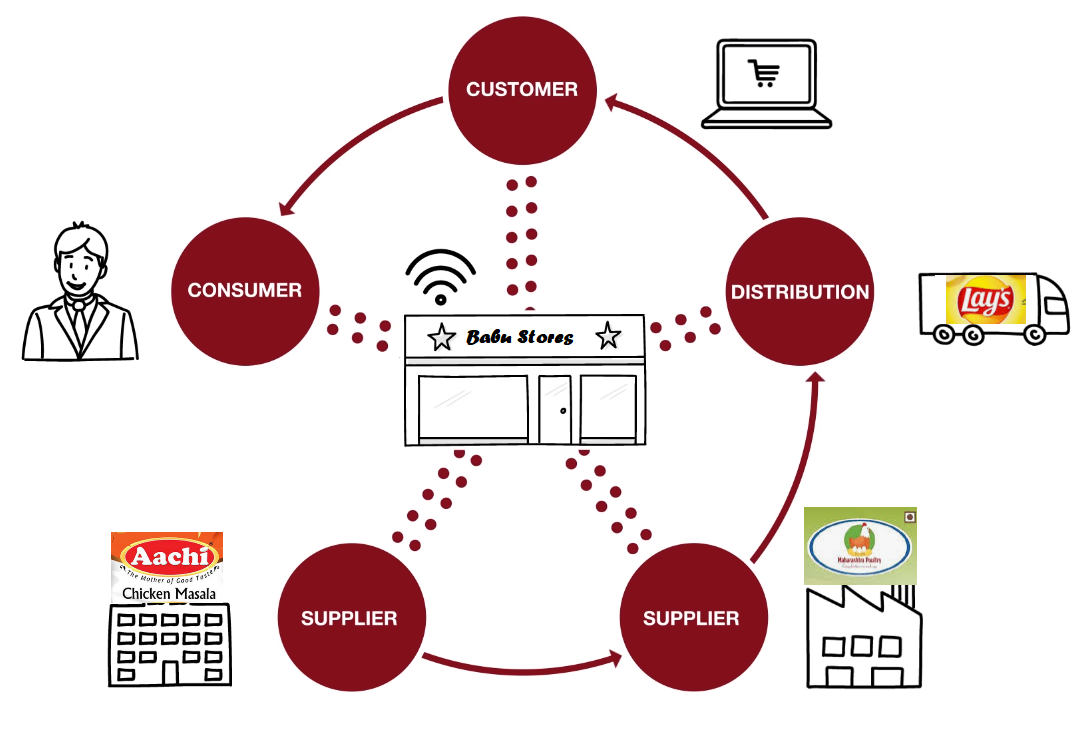 CUSTOMER
CONSUMER
DISTRIBUTION
Lay's
Babu Stores
Aachi
The Mother of Good Taste
Chicken Masala
SUPPLIER
SUPPLIER
Maharashtra Poultry